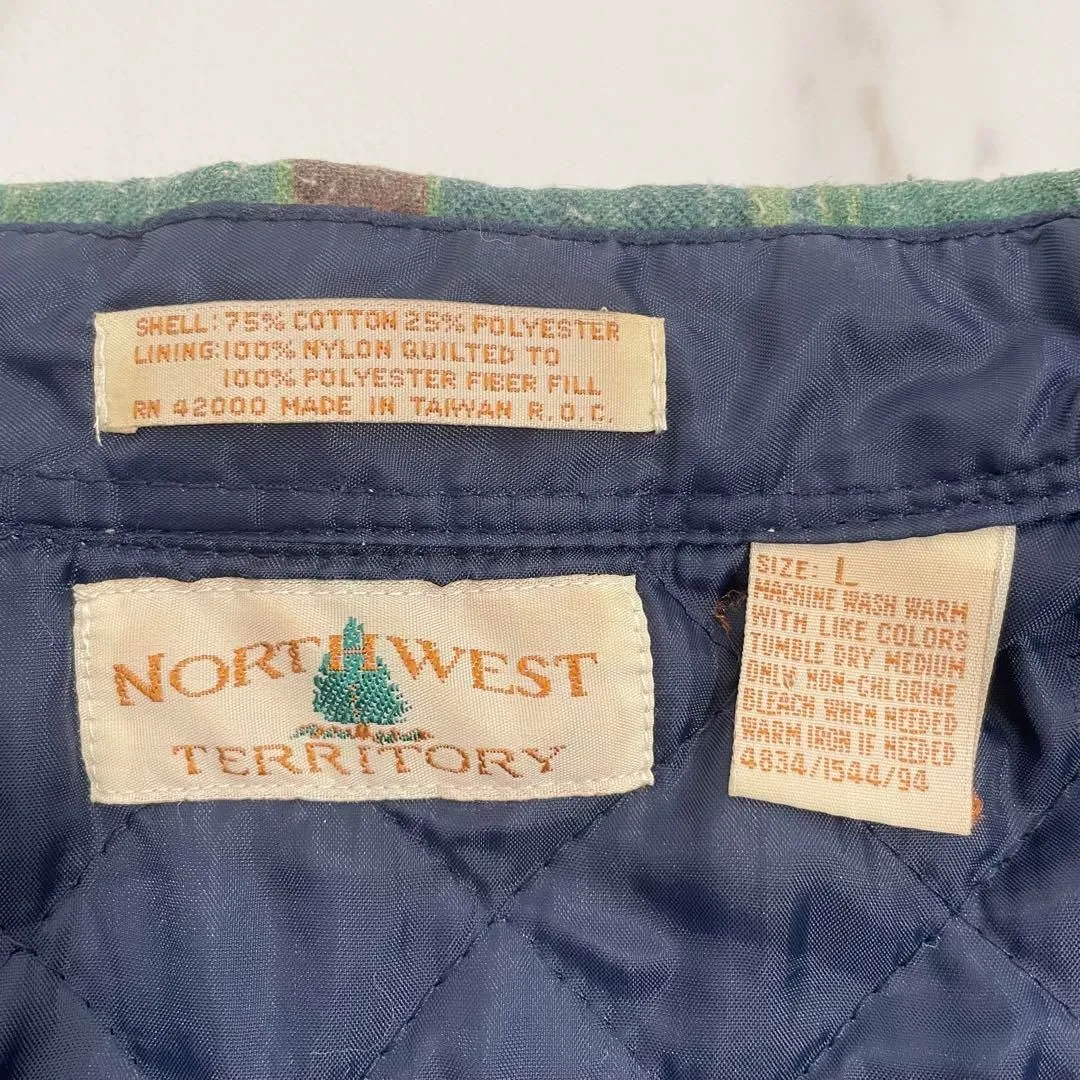 SHELL: 75% COTTON 25% POLYESTER
LINING: 100% NYLON QUILTED TO
100% POLYESTER FIBER FILL
RN 42000 MADE IN TAIWAN R.O.C.
NORTHWEST
TERRITORY
SIZE: L
MACHINE WASH WARM
WITH LIKE COLORS
TUMBLE DRY MEDIUM
ONLY NON-CHLORINE
BLEACH WHEN NEEDED
WARM IRON IF NEEDED
4834/1544/94